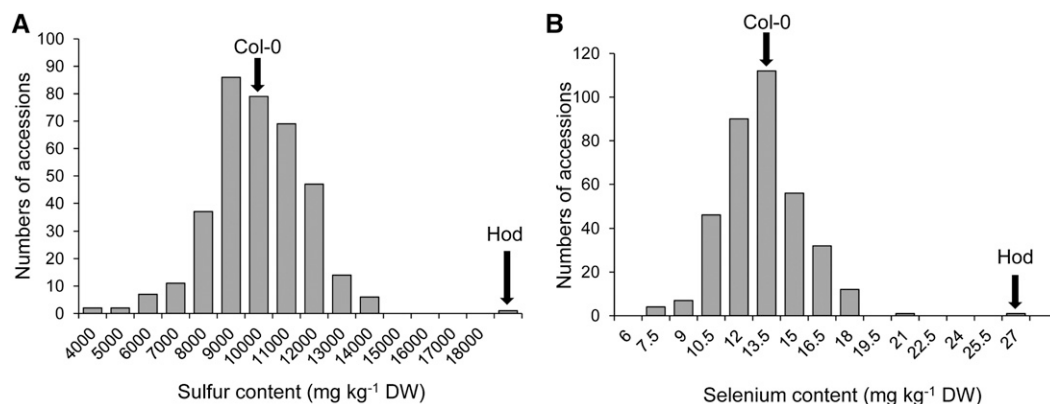 A
Numbers of accessions
100
90
80
70
60
50
40
30
20
10
0
Col-0
Hod
4000 5000 6000 7000 8000 9000 10000 11000 12000 13000 14000 15000 16000 17000 18000
Sulfur content (mg kg⁻¹ DW)
B
Numbers of accessions
120
100
80
60
40
20
0
Col-0
Hod
6 7.5 9 10.5 12 13.5 15 16.5 18 19.5 21 22.5 24 25.5 27
Selenium content (mg kg⁻¹ DW)